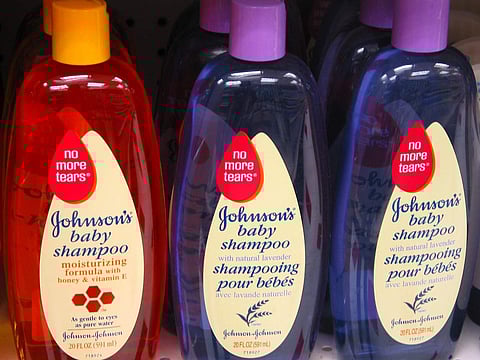 no
more
tears®
Johnson's®
baby
shampoo
moisturizing
formula with
honey & vitamin E
As gentle to eyes
as pure water
Johnson & Johnson
20 FL OZ (591 mL)
no
more
tears®
Johnson's®
baby
shampoo
with natural lavender
shampooing
pour bébés
avec lavande naturelle
Johnson & Johnson
20 FL OZ (591 mL)
no
more
tears®
Johnson's®
baby
shampoo
with natural lavender
shampooing
pour bébés
avec lavande naturelle
Johnson & Johnson
20 FL OZ (591 mL)